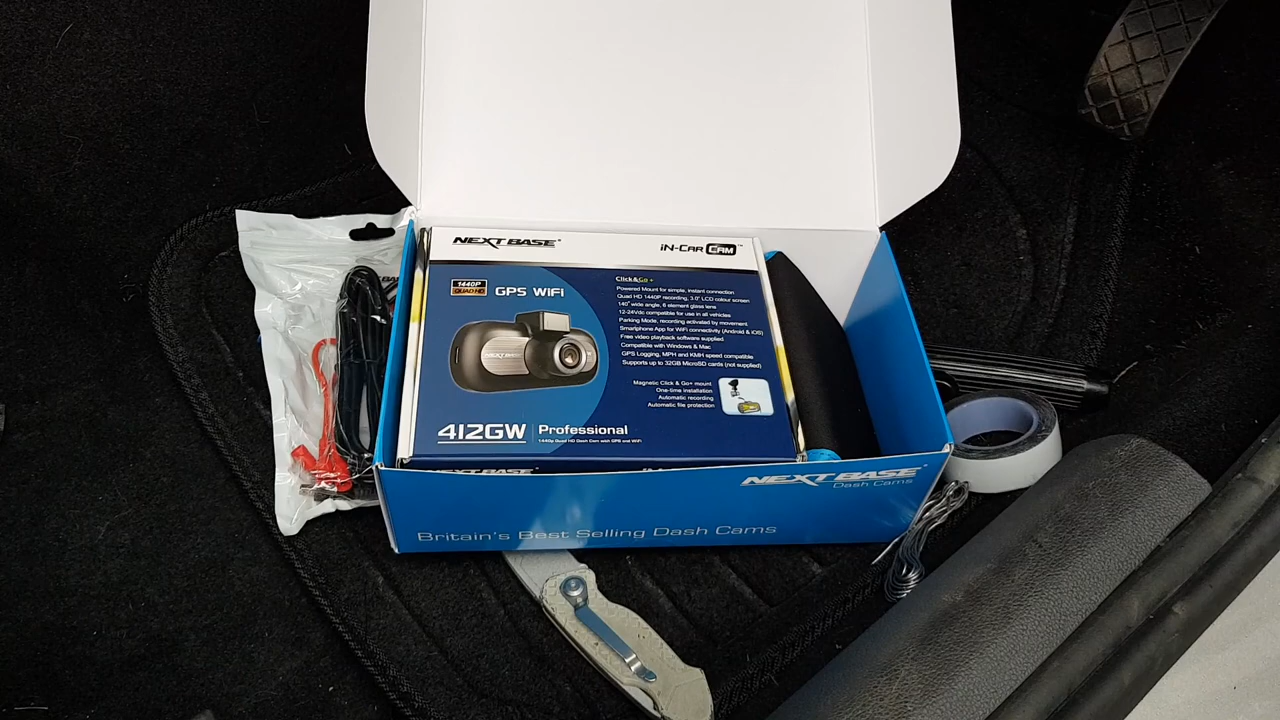 NEXTBASE®
iN-CAR CAM™
1440P
QUAD HD
GPS WiFi
Click&Go+
Powered Mount for simple, instant connection
Quad HD 1440P recording, 3.0" LCD colour screen
140° wide angle, 6 element glass lens
12-24Vdc compatible for use in all vehicles
Parking Mode, recording activated by movement
Smartphone App for WiFi connectivity (Android & iOS)
Free video playback software supplied
Compatible with Windows & Mac
GPS Logging, MPH and KMH speed compatible
Supports up to 32GB MicroSD cards (not supplied)
NEXTBASE
Magnetic Click & Go+ mount
One-time installation
Automatic recording
Automatic file protection
412GW
Professional
1440p Quad HD Dash Cam with GPS and WiFi
NEXTBASE
NEXTBASE®
Dash Cams
Britain's Best Selling Dash Cams